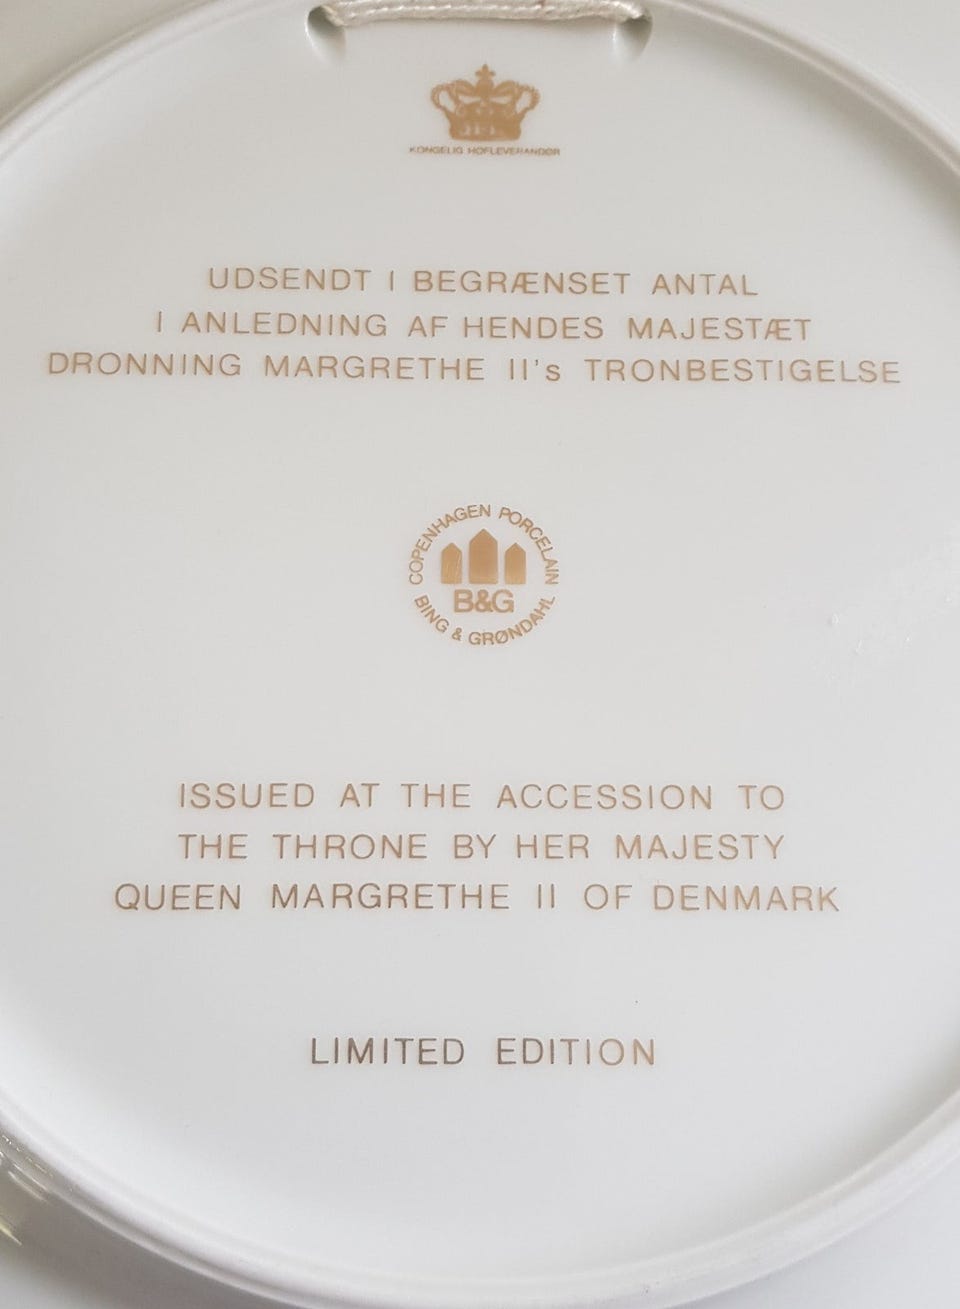 KONGELIG HOFLEVERANDØR
UDSENDT I BEGRÆNSET ANTAL
I ANLEDNING AF HENDES MAJESTÆT
DRONNING MARGRETHE II's TRONBESTIGELSE
COPENHAGEN PORCELAIN
B&G
BING & GRØNDAHL
ISSUED AT THE ACCESSION TO
THE THRONE BY HER MAJESTY
QUEEN MARGRETHE II OF DENMARK
LIMITED EDITION